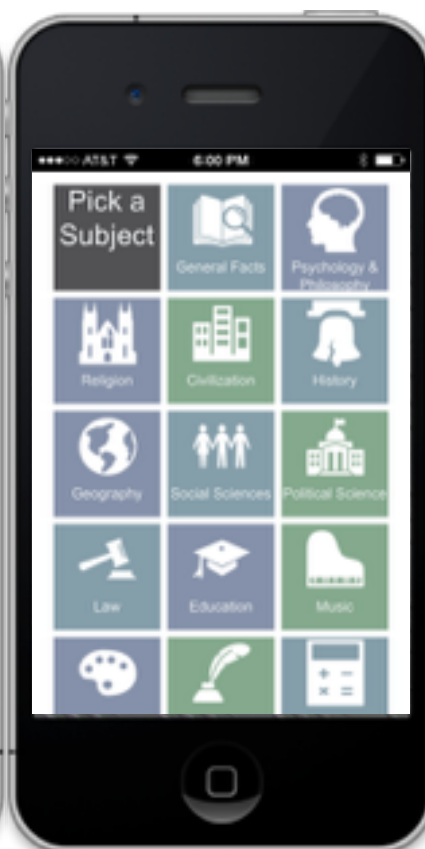 AT&T 6:00 PM
Pick a
Subject
General Facts
Psychology &
Philosophy
Religion
Civilization
History
Geography
Social Sciences
Political Science
Law
Education
Music